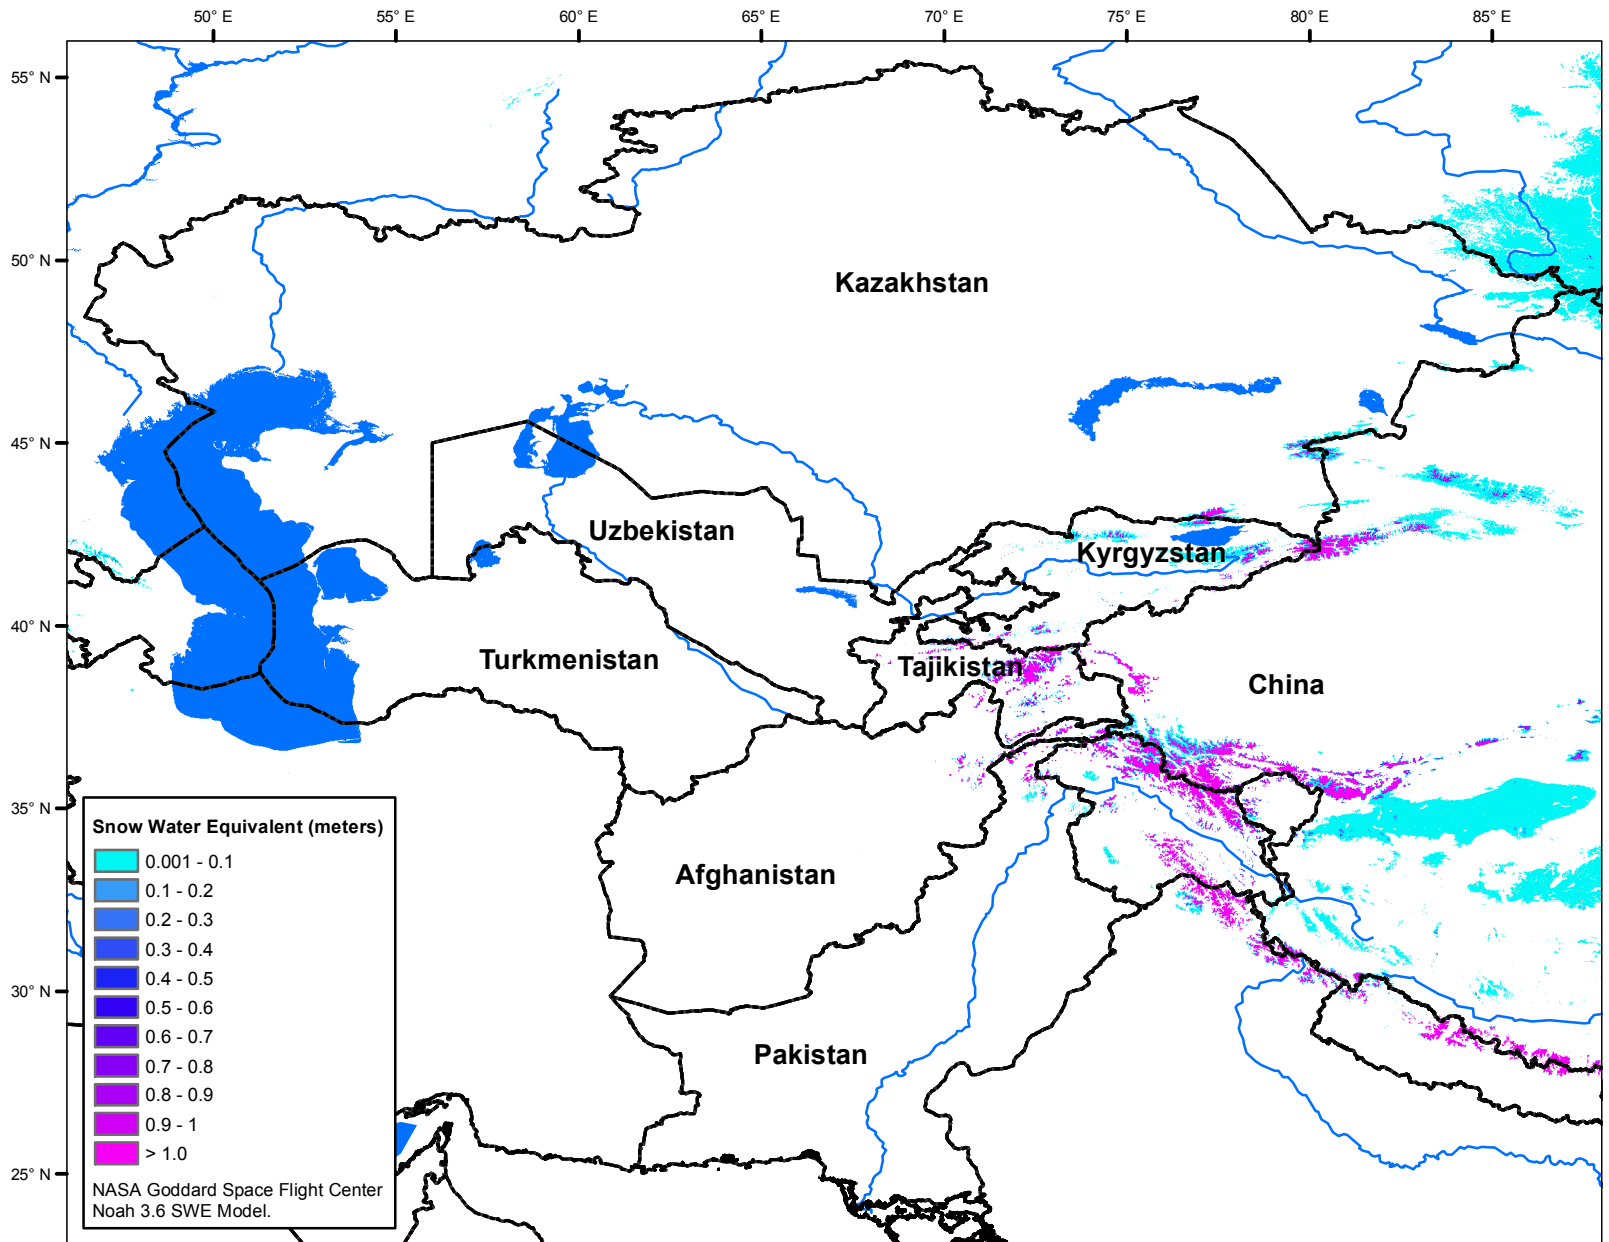 50° E 55° E 60° E 65° E 70° E 75° E 80° E 85° E
55° N
50° N
45° N
40° N
35° N
30° N
25° N
Kazakhstan
Uzbekistan
Kyrgyzstan
Turkmenistan
Tajikistan
China
Afghanistan
Pakistan
Snow Water Equivalent (meters)
0.001 - 0.1
0.1 - 0.2
0.2 - 0.3
0.3 - 0.4
0.4 - 0.5
0.5 - 0.6
0.6 - 0.7
0.7 - 0.8
0.8 - 0.9
0.9 - 1
> 1.0
NASA Goddard Space Flight Center
Noah 3.6 SWE Model.